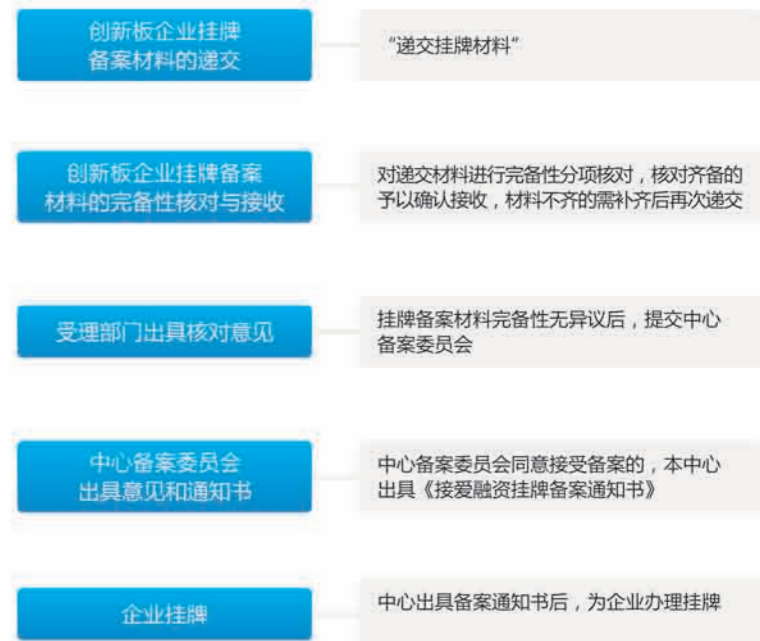 创新板企业挂牌
备案材料的递交
“递交挂牌材料”
创新板企业挂牌备案
材料的完备性核对与接收
对递交材料进行完备性分项核对，核对齐备的
予以确认接收，材料不齐的需补齐后再次递交
受理部门出具核对意见
挂牌备案材料完备性无异议后，提交中心
备案委员会
中心备案委员会
出具意见和通知书
中心备案委员会同意接受备案的，本中心
出具《接爱融资挂牌备案通知书》
企业挂牌
中心出具备案通知书后，为企业办理挂牌